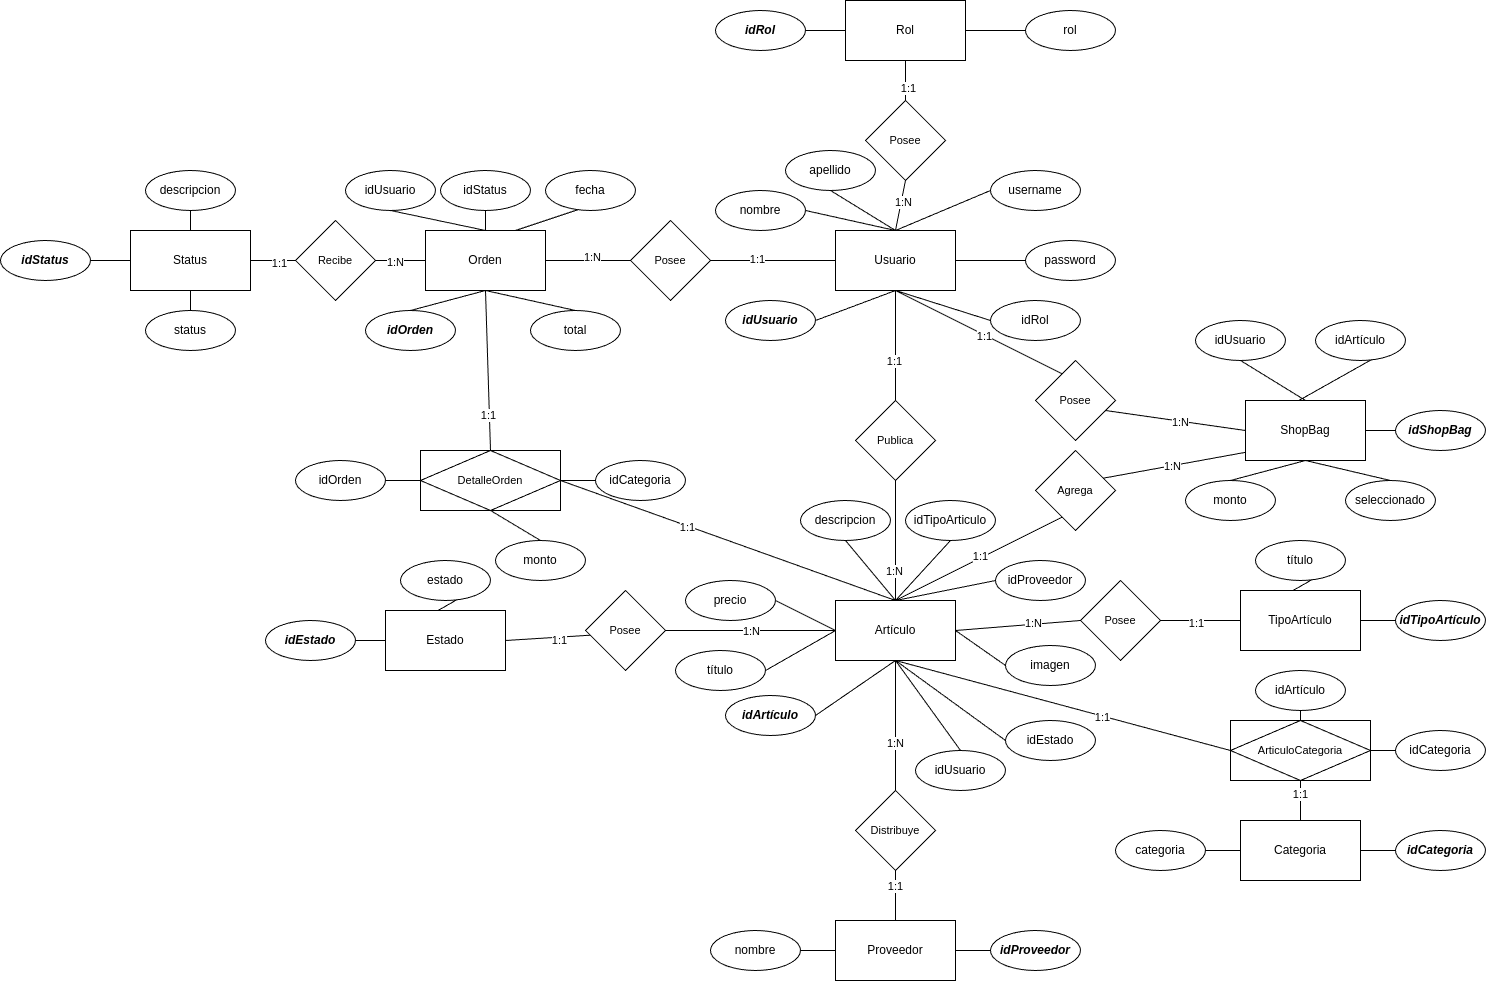 idRol
Rol
rol
1:1
Posee
apellido
descripcion
idUsuario
idStatus
fecha
username
nombre
1:N
idStatus
Status
1:1
Recibe
1:N
Orden
1:N
Posee
1:1
Usuario
password
status
idOrden
total
idUsuario
idRol
1:1
idUsuario
idArtículo
1:1
Posee
1:N
ShopBag
idShopBag
1:1
Publica
1:N
idOrden
DetalleOrden
idCategoria
Agrega
monto
seleccionado
1:1
descripcion
idTipoArticulo
monto
1:1
título
estado
1:N
idProveedor
precio
idEstado
Estado
1:1
Posee
1:N
Artículo
1:N
Posee
1:1
TipoArtículo
idTipoArtículo
título
imagen
idArtículo
idArtículo
1:1
1:N
idUsuario
idEstado
ArticuloCategoria
idCategoria
1:1
Distribuye
categoria
Categoria
idCategoria
1:1
nombre
Proveedor
idProveedor